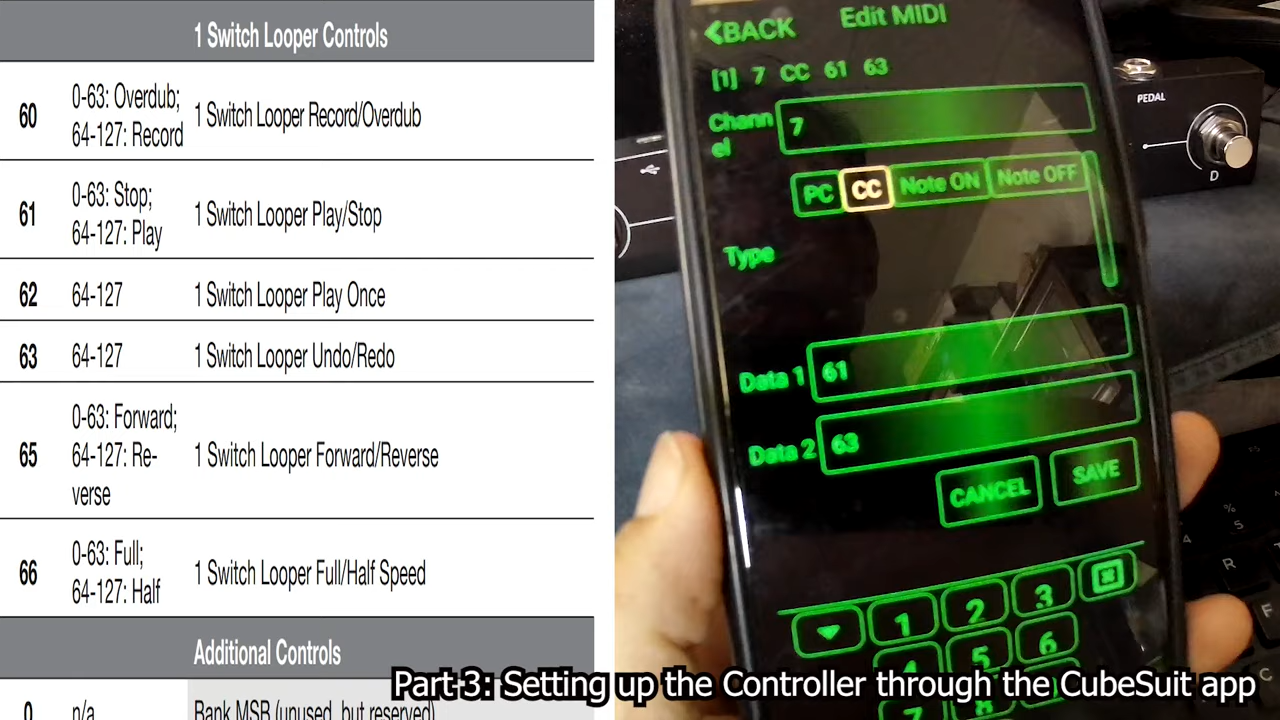 1 Switch Looper Controls
60
0-63: Overdub;
64-127: Record
1 Switch Looper Record/Overdub
61
0-63: Stop;
64-127: Play
1 Switch Looper Play/Stop
62
64-127
1 Switch Looper Play Once
63
64-127
1 Switch Looper Undo/Redo
65
0-63: Forward;
64-127: Re-
verse
1 Switch Looper Forward/Reverse
66
0-63: Full;
64-127: Half
1 Switch Looper Full/Half Speed
Additional Controls
0
n/a
Bank MSB (unused, but reserved)
<BACK
Edit MIDI
[1] 7 CC 61 63
Chann
el
7
PC
CC
Note ON
Note OFF
Type
Data 1
61
Data 2
63
CANCEL
SAVE
1
2
3
4
5
6
7
8
PEDAL
D
%
S
R
F
Part 3: Setting up the Controller through the CubeSuit app